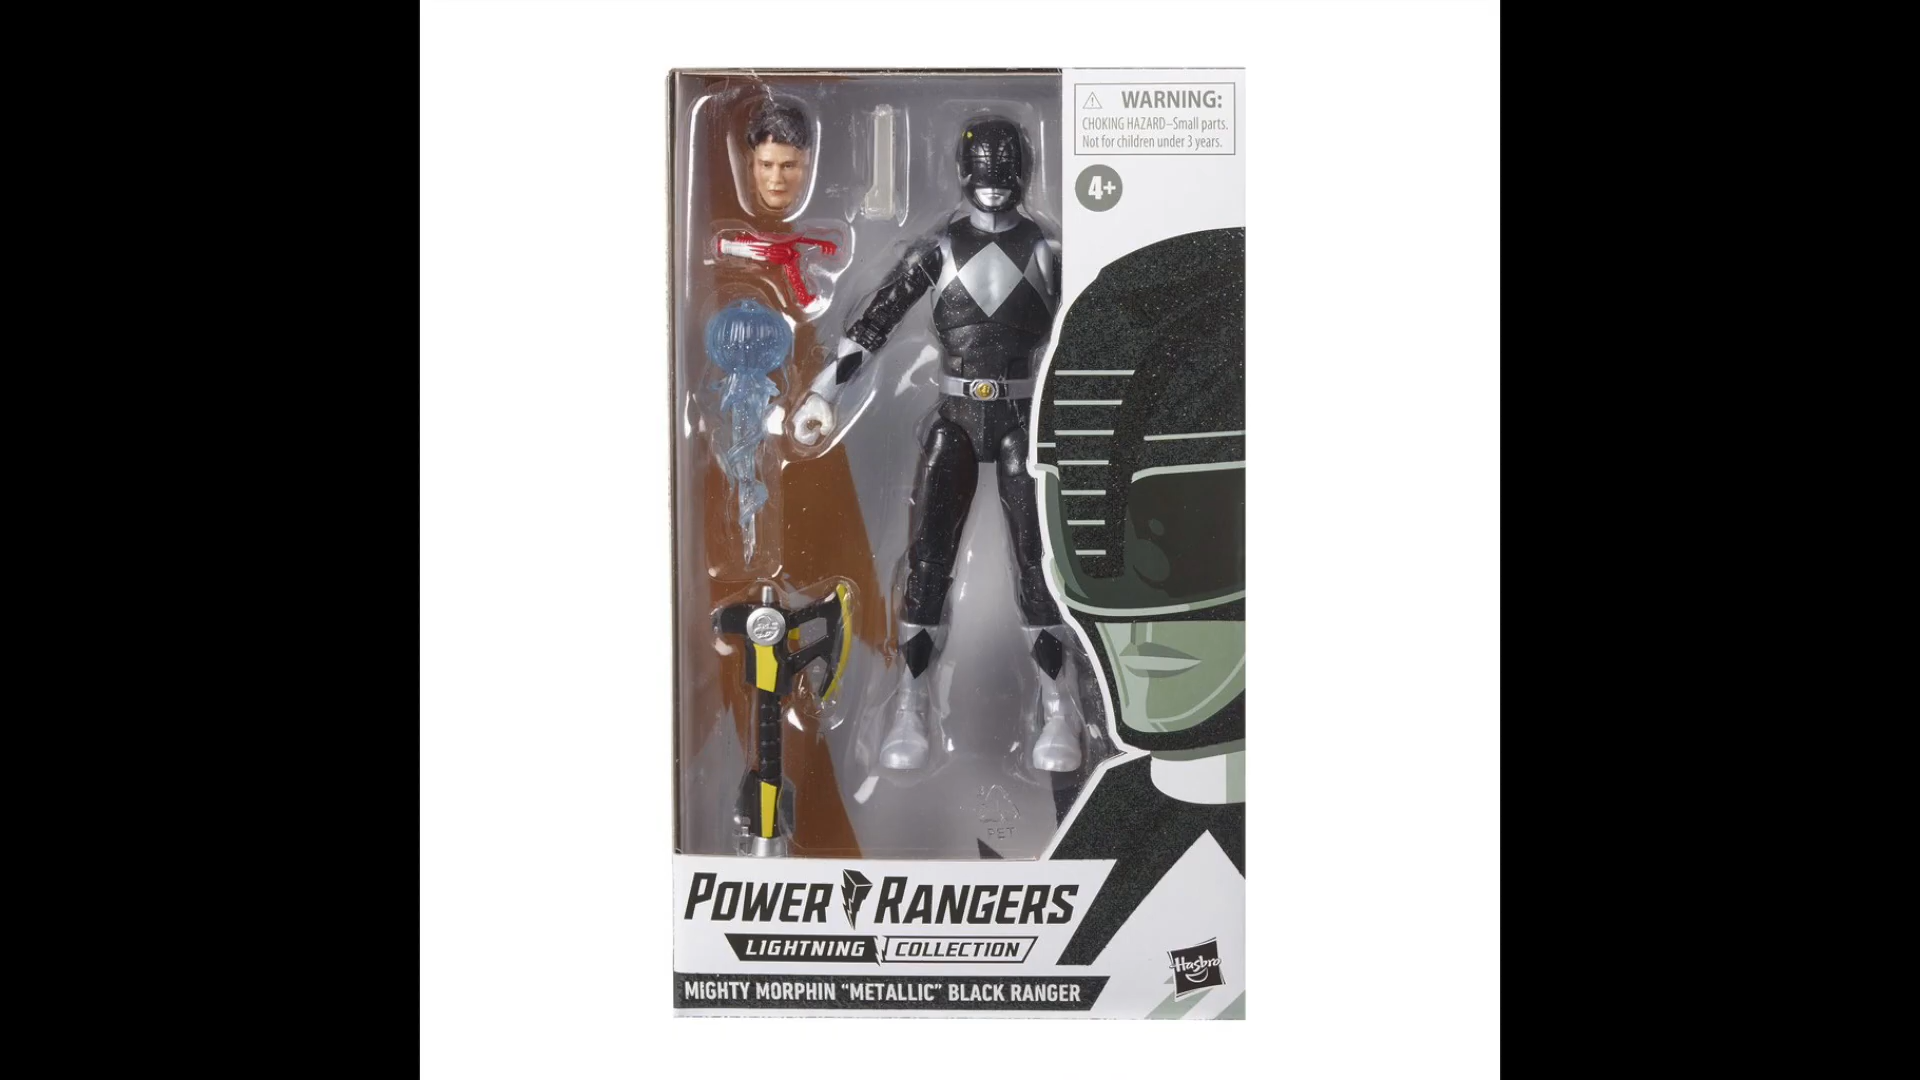 WARNING:
CHOKING HAZARD–Small parts.
Not for children under 3 years.
4+
PET
POWER RANGERS
LIGHTNING COLLECTION
Hasbro
MIGHTY MORPHIN “METALLIC” BLACK RANGER